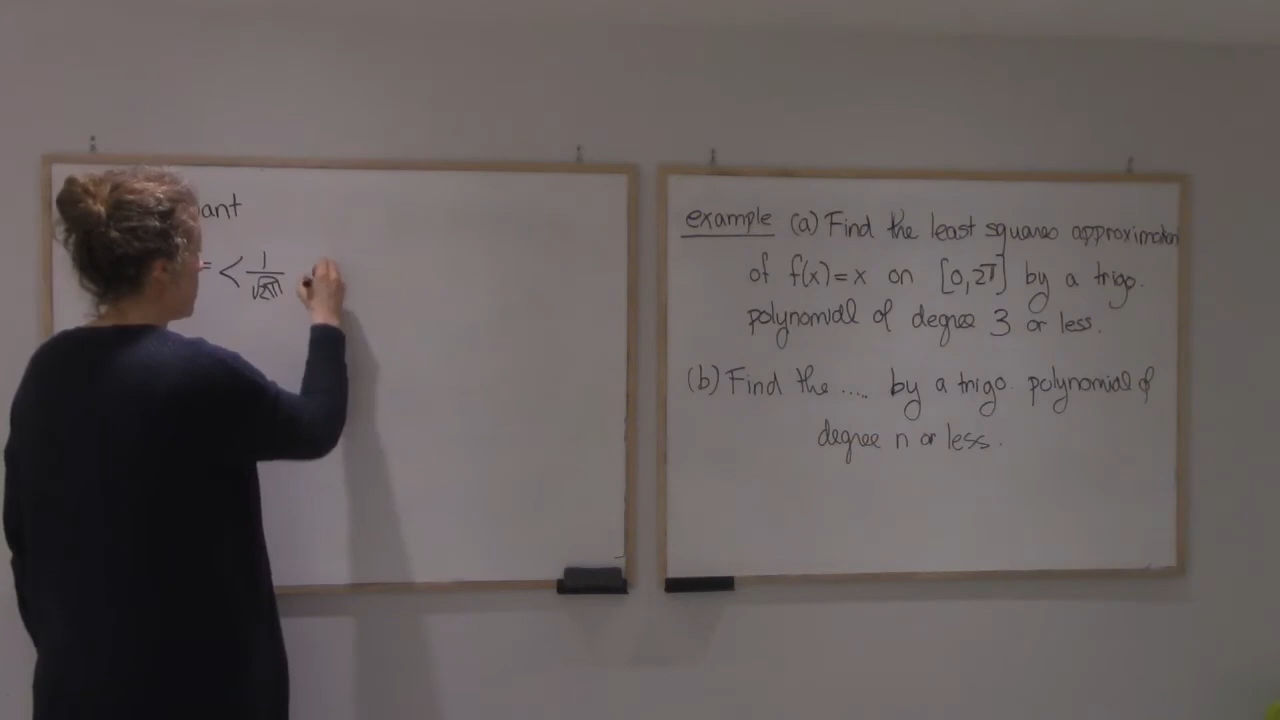 ant
= < 1/√2π
example (a) Find the least squares approximation
of f(x) = x on [0, 2π] by a trigo.
polynomial of degree 3 or less.
(b) Find the ..... by a trigo. polynomial of
degree n or less.